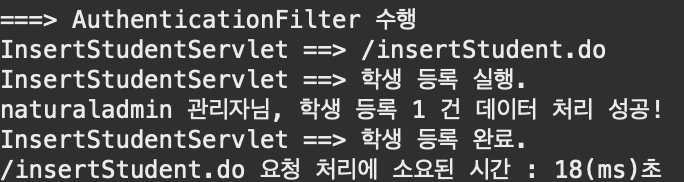 ===> AuthenticationFilter 수행
InsertStudentServlet ==> /insertStudent.do
InsertStudentServlet ==> 학생 등록 실행.
naturaladmin 관리자님, 학생 등록 1 건 데이터 처리 성공!
InsertStudentServlet ==> 학생 등록 완료.
/insertStudent.do 요청 처리에 소요된 시간 : 18(ms)초